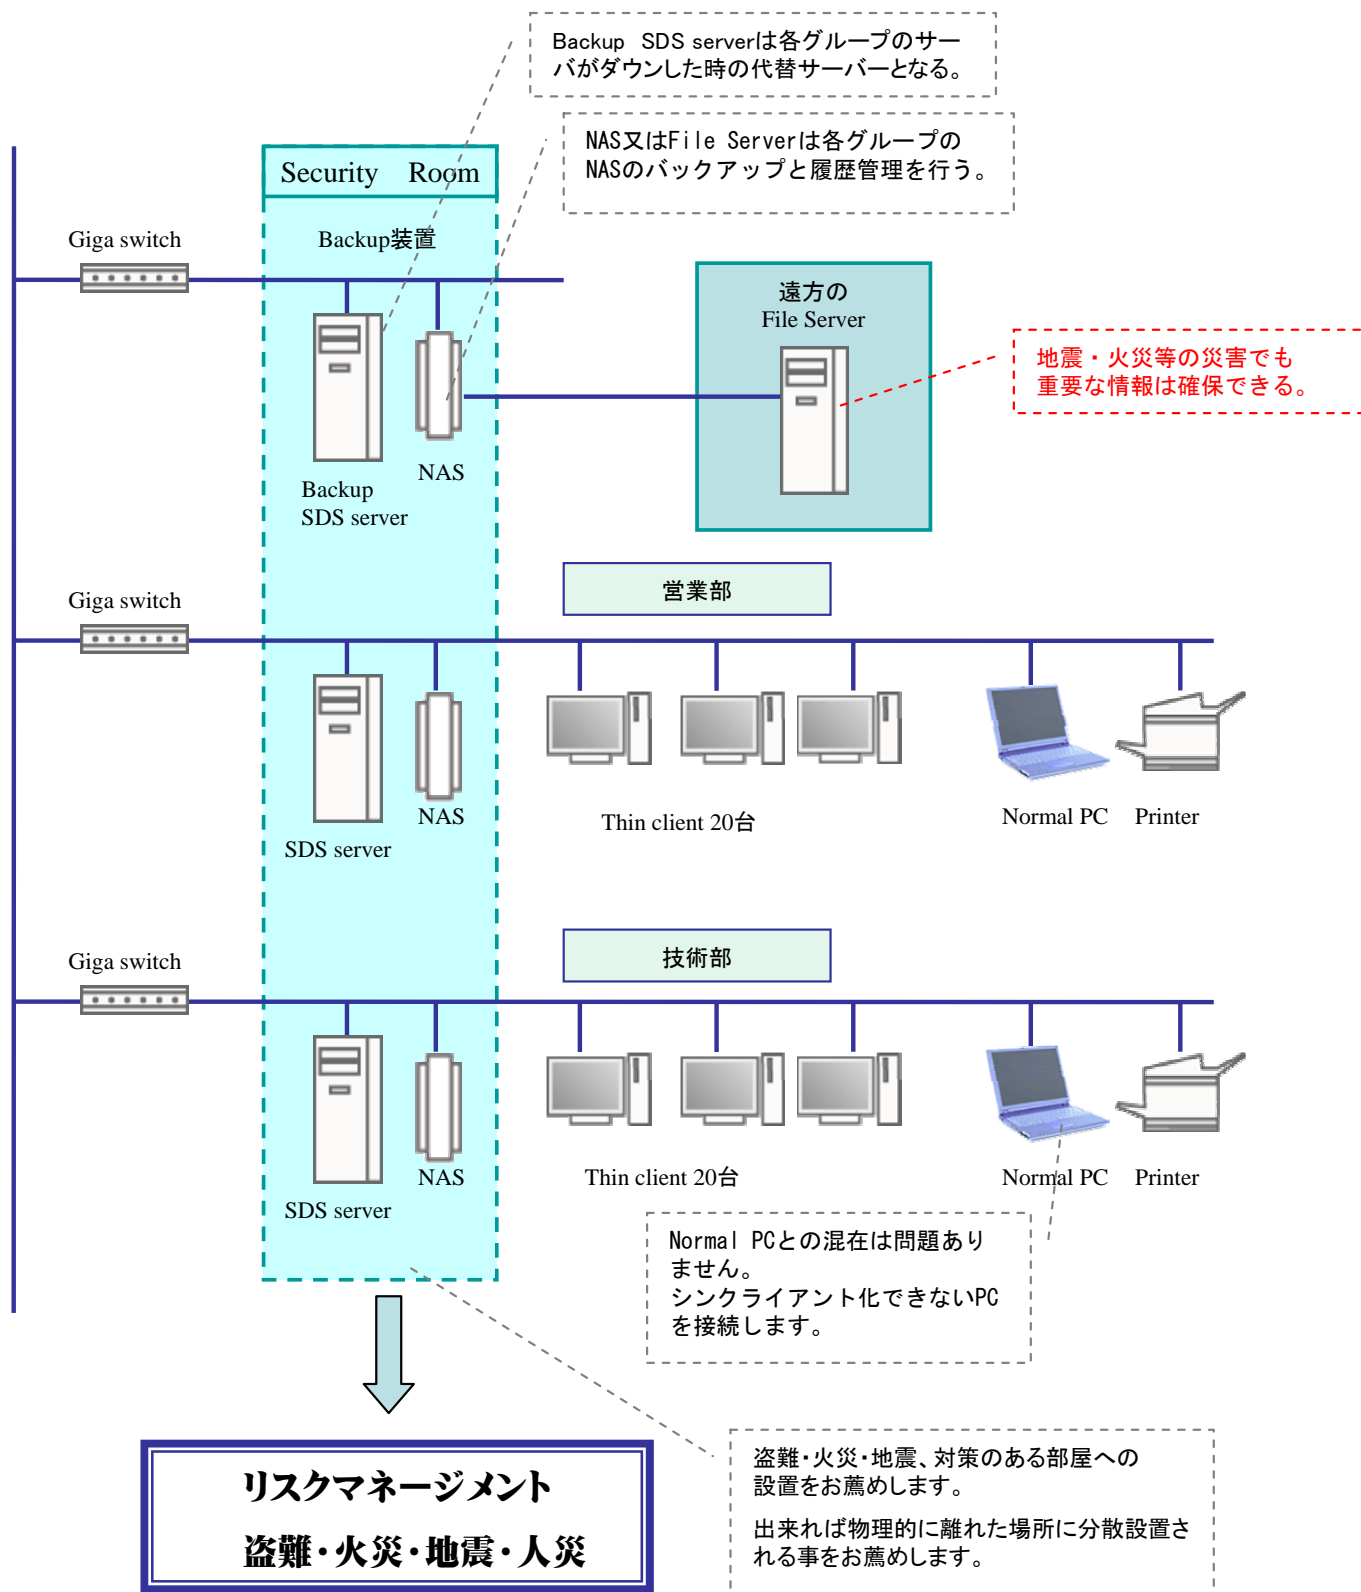 Backup SDS serverは各グループのサー
バがダウンした時の代替サーバーとなる。
NAS又はFile Serverは各グループの
NASのバックアップと履歴管理を行う。
Security Room
Giga switch
Backup装置
遠方の
File Server
地震・火災等の災害でも
重要な情報は確保できる。
NAS
Backup
SDS server
営業部
Giga switch
NAS
Thin client 20台
Normal PC
Printer
SDS server
技術部
Giga switch
NAS
Thin client 20台
Normal PC
Printer
SDS server
Normal PCとの混在は問題あり
ません。
シンクライアント化できないPC
を接続します。
リスクマネージメント
盗難・火災・地震・人災
盗難・火災・地震、対策のある部屋への
設置をお薦めします。
出来れば物理的に離れた場所に分散設置さ
れる事をお薦めします。